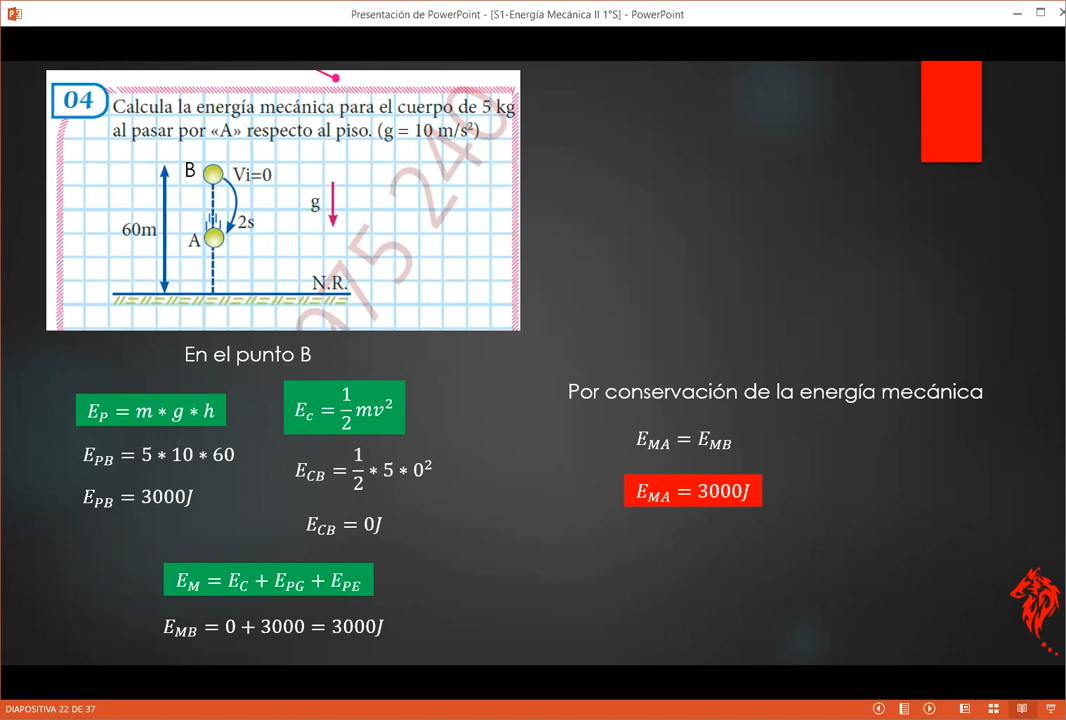 Presentación de PowerPoint - [S1-Energía Mecánica II 1°S] - PowerPoint
04
Calcula la energía mecánica para el cuerpo de 5 kg
al pasar por «A» respecto al piso. (g = 10 m/s²)
B Vi=0
g
2s
60m
A
N.R.
975 240
En el punto B
E_P = m ∗ g ∗ h
E_c = 1/2 mv²
E_PB = 5 ∗ 10 ∗ 60
E_CB = 1/2 ∗ 5 ∗ 0²
E_PB = 3000J
E_CB = 0J
E_M = E_C + E_PG + E_PE
E_MB = 0 + 3000 = 3000J
Por conservación de la energía mecánica
E_MA = E_MB
E_MA = 3000J
DIAPOSITIVA 22 DE 37